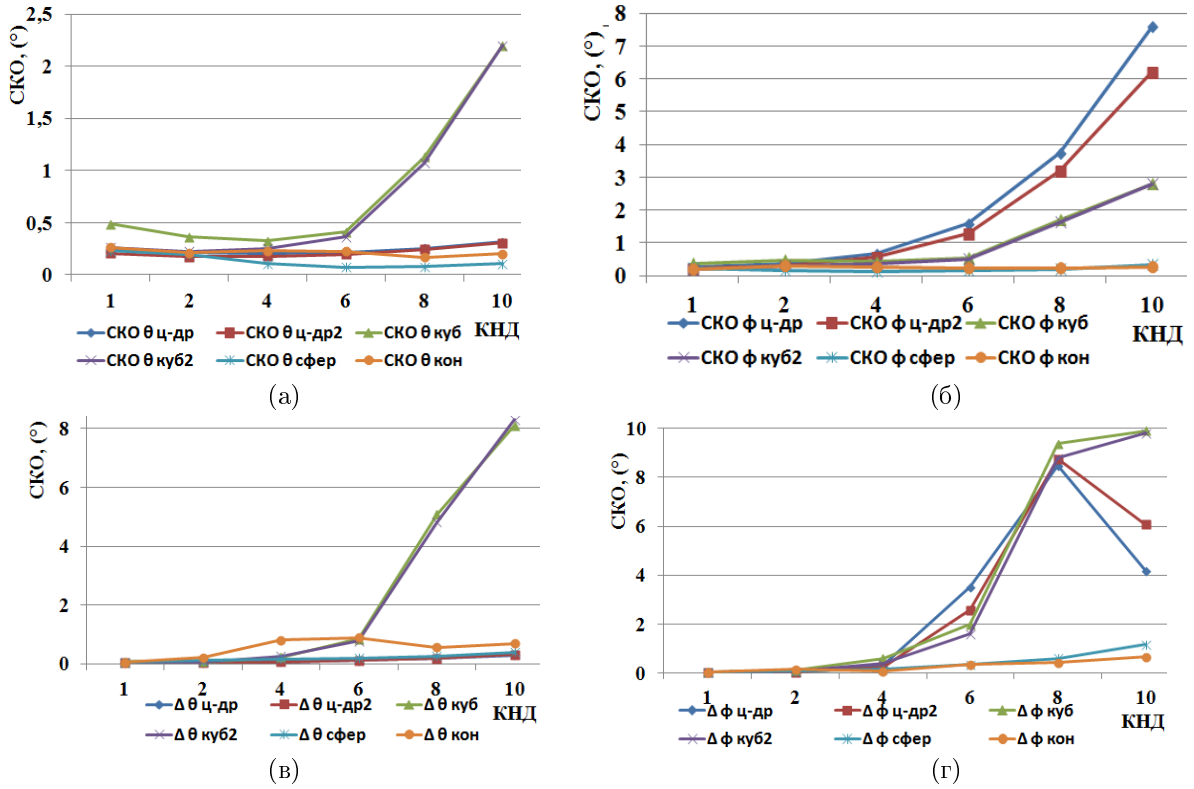 СКО, (°)
2,5
2
1,5
1
0,5
0
1 2 4 6 8 10
КНД
СКО θ ц-др СКО θ ц-др2 СКО θ куб
СКО θ куб2 СКО θ сфер СКО θ кон
(а)
СКО, (°)
8
7
6
5
4
3
2
1
0
1 2 4 6 8 10
КНД
СКО ф ц-др СКО ф ц-др2 СКО ф куб
СКО ф куб2 СКО ф сфер СКО ф кон
(б)
СКО, (°)
8
6
4
2
0
1 2 4 6 8 10
КНД
Δ θ ц-др Δ θ ц-др2 Δ θ куб
Δ θ куб2 Δ θ сфер Δ θ кон
(в)
СКО, (°)
10
8
6
4
2
0
1 2 4 6 8 10
КНД
Δ ф ц-др Δ ф ц-др2 Δ ф куб
Δ ф куб2 Δ ф сфер Δ ф кон
(г)